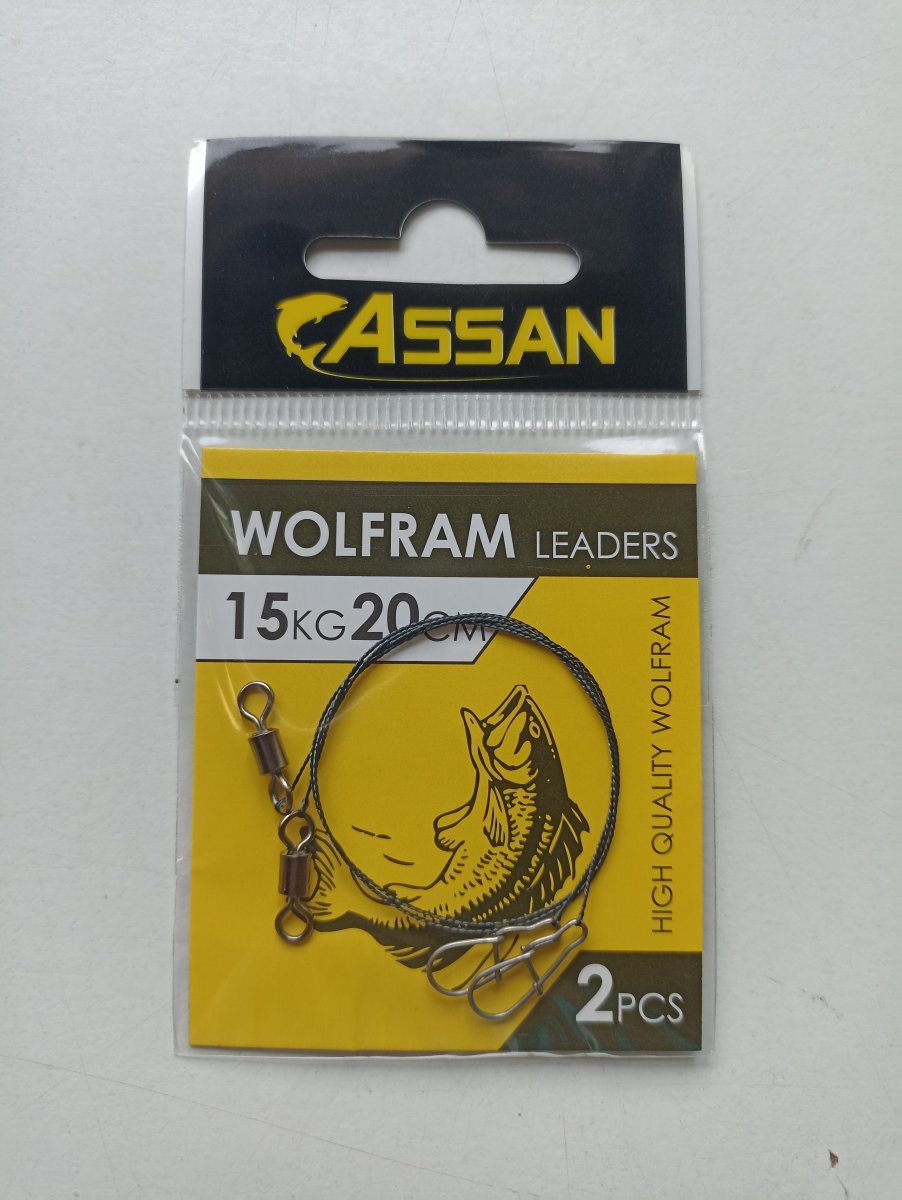 ASSAN
WOLFRAM LEADERS
15KG 20CM
HIGH QUALITY WOLFRAM
2PCS